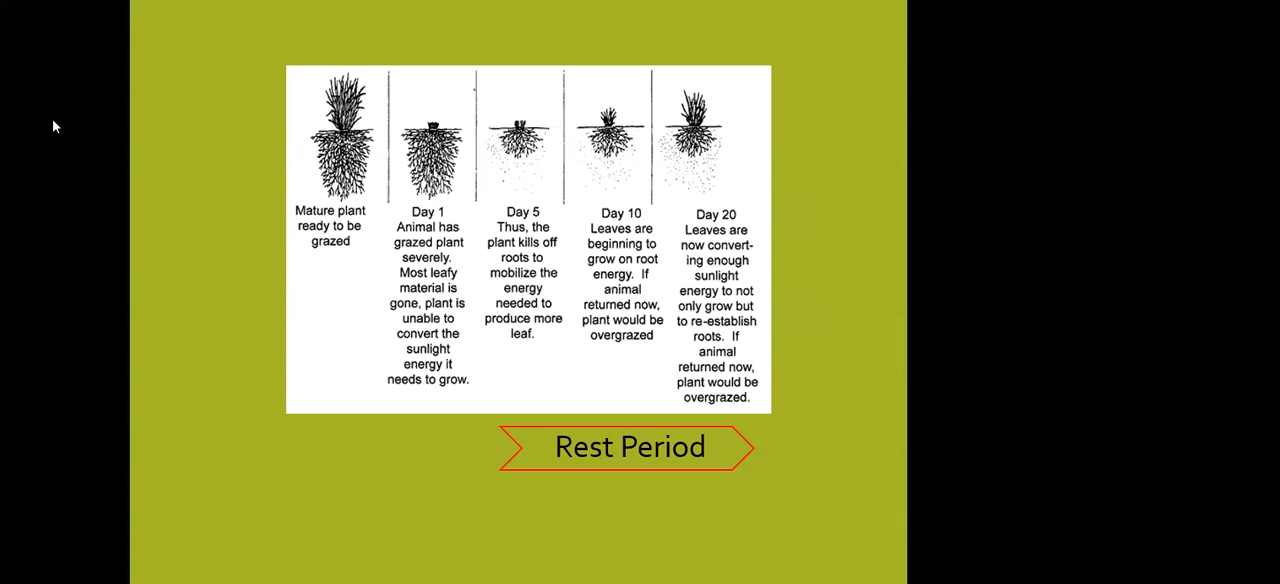 Mature plant
ready to be
grazed
Day 1
Animal has
grazed plant
severely.
Most leafy
material is
gone, plant is
unable to
convert the
sunlight
energy it
needs to grow.
Day 5
Thus, the
plant kills off
roots to
mobilize the
energy
needed to
produce more
leaf.
Day 10
Leaves are
beginning to
grow on root
energy. If
animal
returned now,
plant would be
overgrazed
Day 20
Leaves are
now convert-
ing enough
sunlight
energy to not
only grow but
to re-establish
roots. If
animal
returned now,
plant would be
overgrazed.
Rest Period